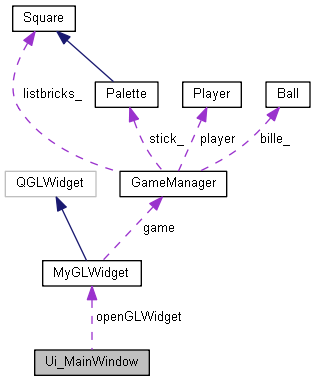 Square
listbricks_
Palette
Player
Ball
stick_
player
bille_
QGLWidget
GameManager
game
MyGLWidget
openGLWidget
Ui_MainWindow